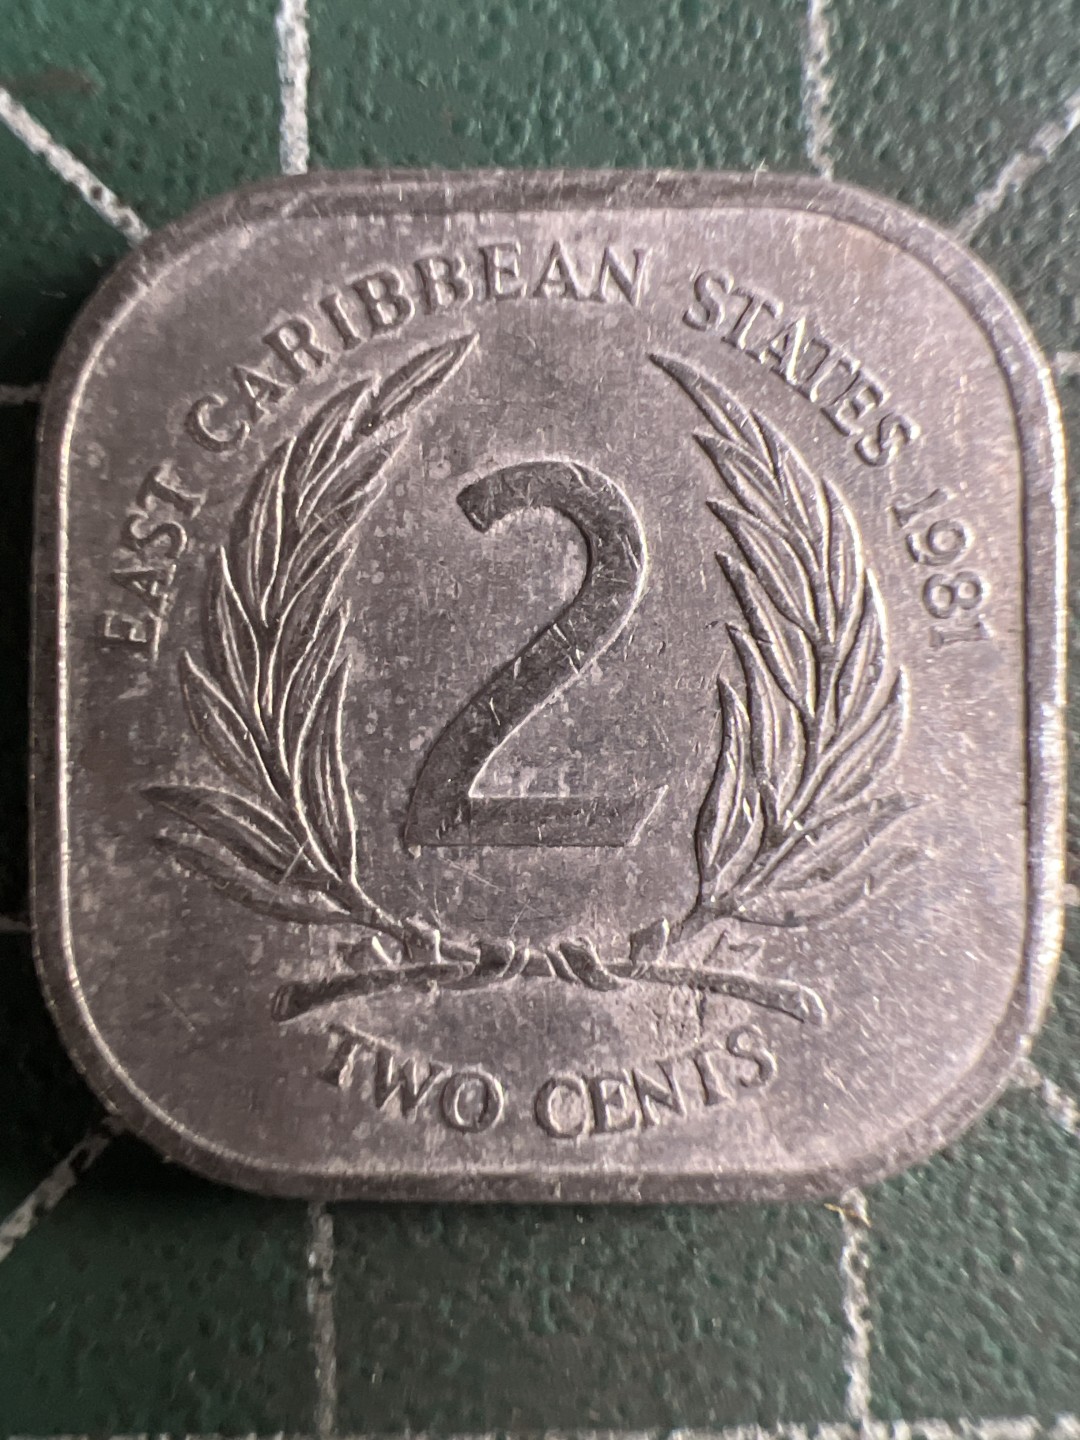 EAST CARIBBEAN STATES 1981
2
TWO CENTS